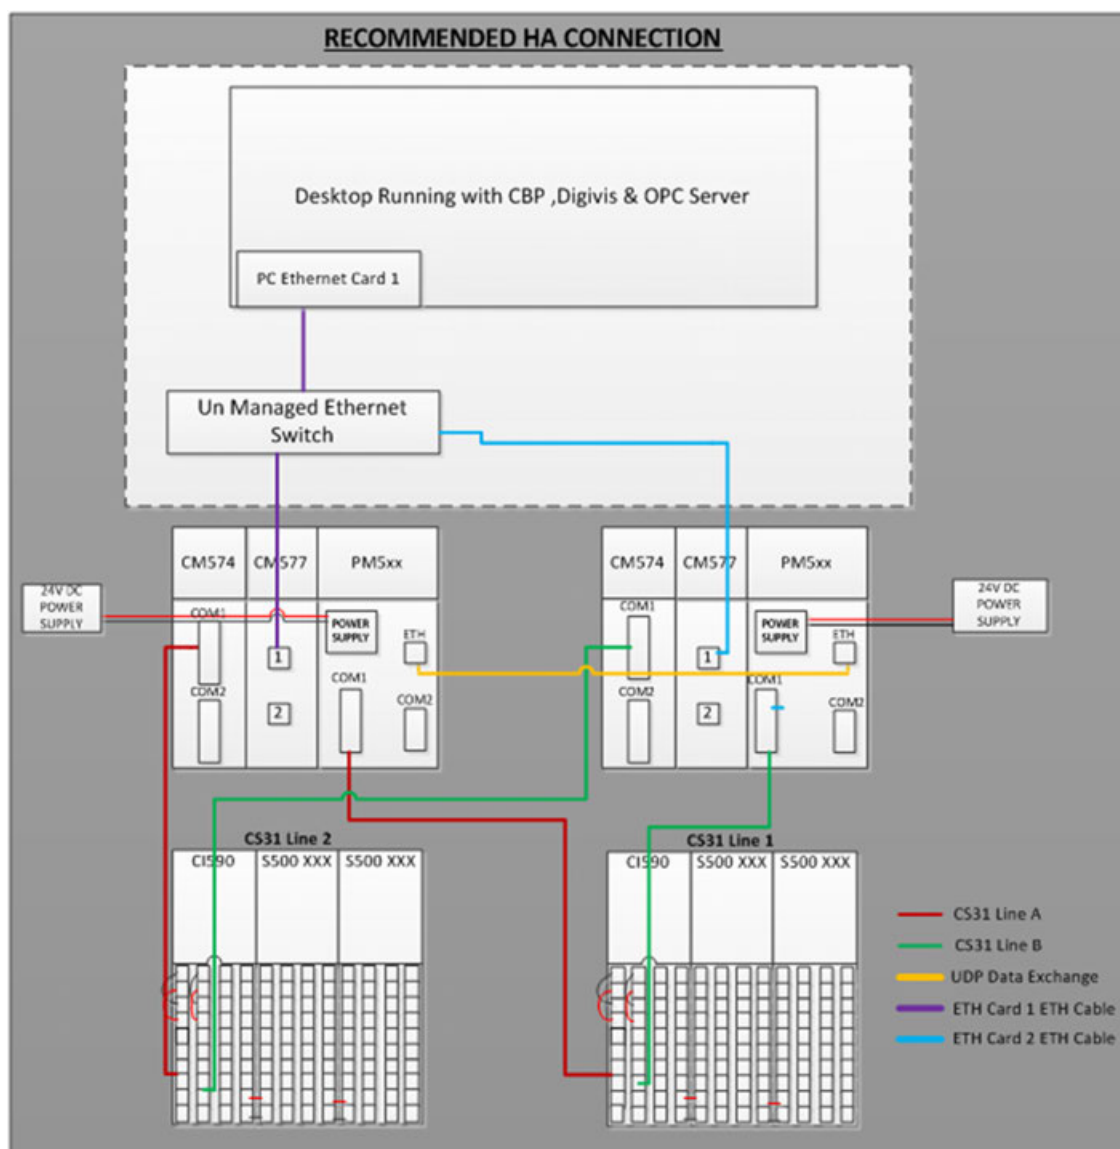 RECOMMENDED HA CONNECTION
Desktop Running with CBP ,Digivis & OPC Server
PC Ethernet Card 1
Un Managed Ethernet
Switch
CM574
CM577
PM5xx
24V DC
POWER
SUPPLY
COM1
COM2
1
2
POWER
SUPPLY
ETH
COM1
COM2
CM574
CM577
PM5xx
COM1
COM2
1
2
POWER
SUPPLY
ETH
COM1
COM2
24V DC
POWER
SUPPLY
CS31 Line 2
CI590
S500 XXX
S500 XXX
CS31 Line 1
CI590
S500 XXX
S500 XXX
CS31 Line A
CS31 Line B
UDP Data Exchange
ETH Card 1 ETH Cable
ETH Card 2 ETH Cable